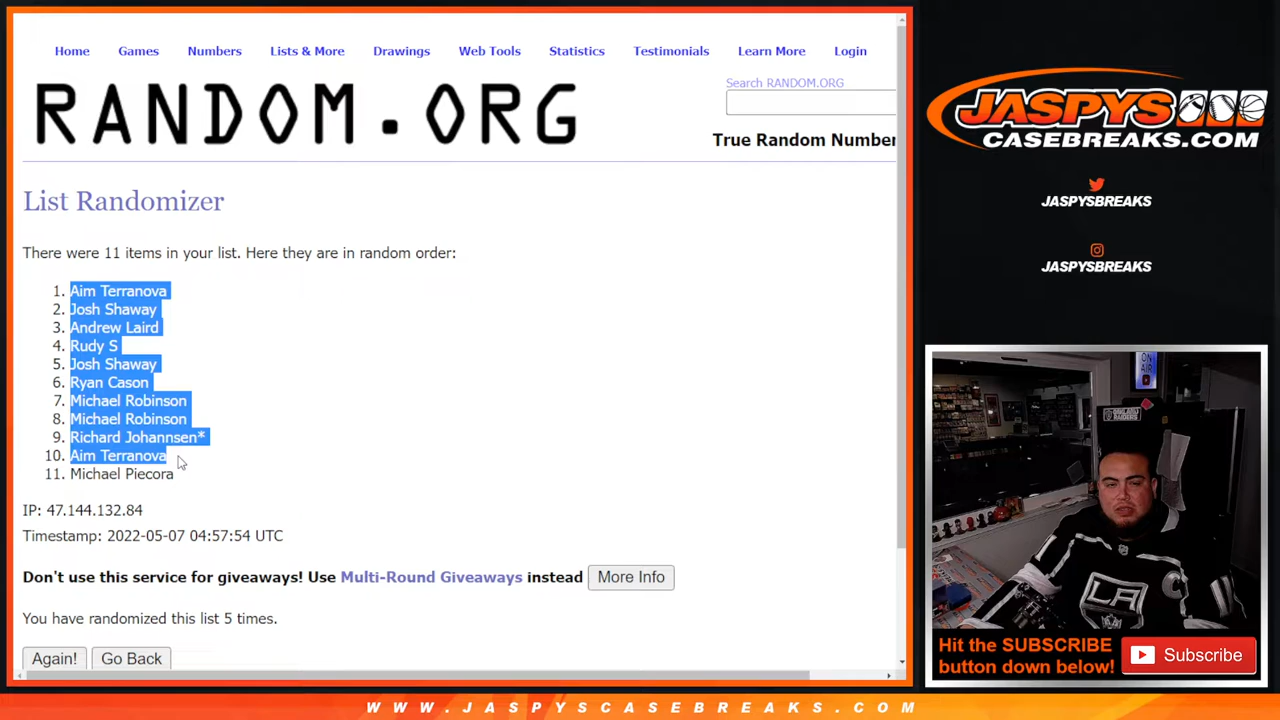 Home Games Numbers Lists & More Drawings Web Tools Statistics Testimonials Learn More Login
RANDOM.ORG
Search RANDOM.ORG
True Random Number
List Randomizer
There were 11 items in your list. Here they are in random order:
1. Aim Terranova
2. Josh Shaway
3. Andrew Laird
4. Rudy S
5. Josh Shaway
6. Ryan Cason
7. Michael Robinson
8. Michael Robinson
9. Richard Johannsen*
10. Aim Terranova
11. Michael Piecora
IP: 47.144.132.84
Timestamp: 2022-05-07 04:57:54 UTC
Don't use this service for giveaways! Use Multi-Round Giveaways instead More Info
You have randomized this list 5 times.
Again! Go Back
JASPYS
CASEBREAKS.COM
JASPYSBREAKS
JASPYSBREAKS
ON AIR
LA
C
Hit the SUBSCRIBE
button down below!
Subscribe
WWW.JASPYSCASEBREAKS.COM